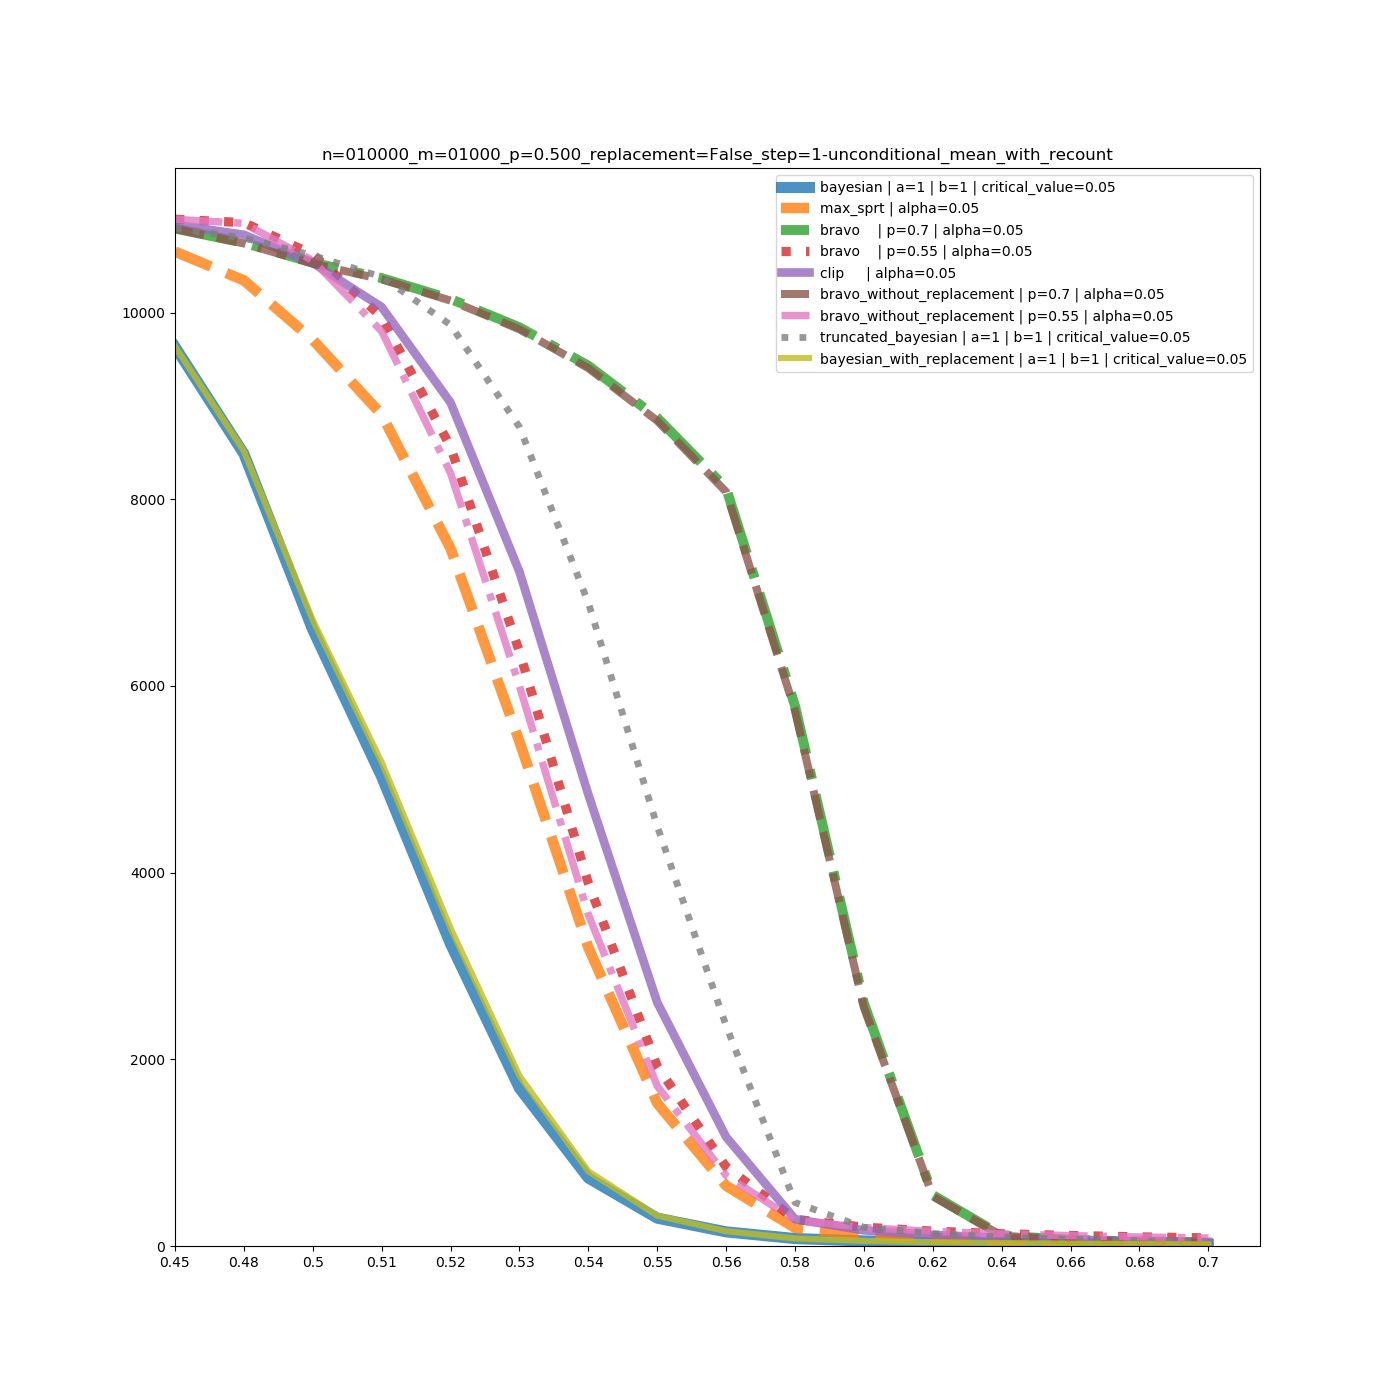 n=010000_m=01000_p=0.500_replacement=False_step=1-unconditional_mean_with_recount
bayesian | a=1 | b=1 | critical_value=0.05
max_sprt | alpha=0.05
bravo    | p=0.7 | alpha=0.05
bravo    | p=0.55 | alpha=0.05
clip     | alpha=0.05
bravo_without_replacement | p=0.7 | alpha=0.05
bravo_without_replacement | p=0.55 | alpha=0.05
truncated_bayesian | a=1 | b=1 | critical_value=0.05
bayesian_with_replacement | a=1 | b=1 | critical_value=0.05
10000
8000
6000
4000
2000
0
0.45 0.48 0.5 0.51 0.52 0.53 0.54 0.55 0.56 0.58 0.6 0.62 0.64 0.66 0.68 0.7